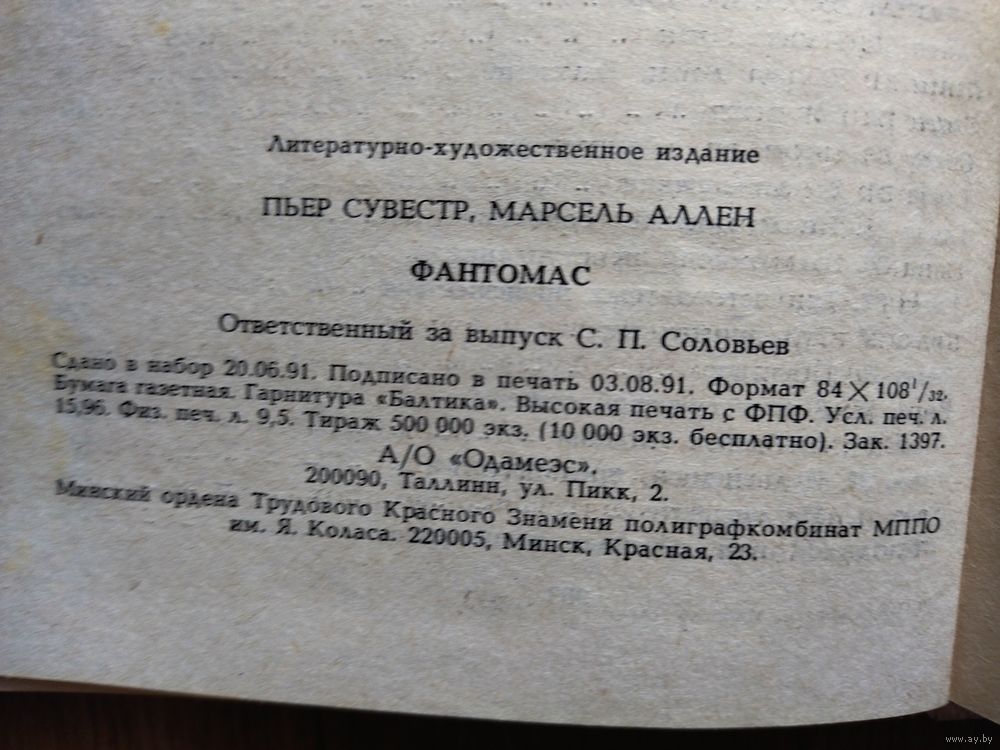 Литературно-художественное издание
ПЬЕР СУВЕСТР, МАРСЕЛЬ АЛЛЕН
ФАНТОМАС
Ответственный за выпуск С. П. Соловьев
Сдано в набор 20.06.91. Подписано в печать 03.08.91. Формат 84×108¹/₃₂.
Бумага газетная. Гарнитура «Балтика». Высокая печать с ФПФ. Усл. печ. л.
15,96. Физ. печ. л. 9,5. Тираж 500 000 экз. (10 000 экз. бесплатно). Зак. 1397.
А/О «Одамеэс».
200090, Таллинн, ул. Пикк, 2.
Минский ордена Трудового Красного Знамени полиграфкомбинат МППО
им. Я. Коласа. 220005, Минск, Красная, 23.
www.ay.by